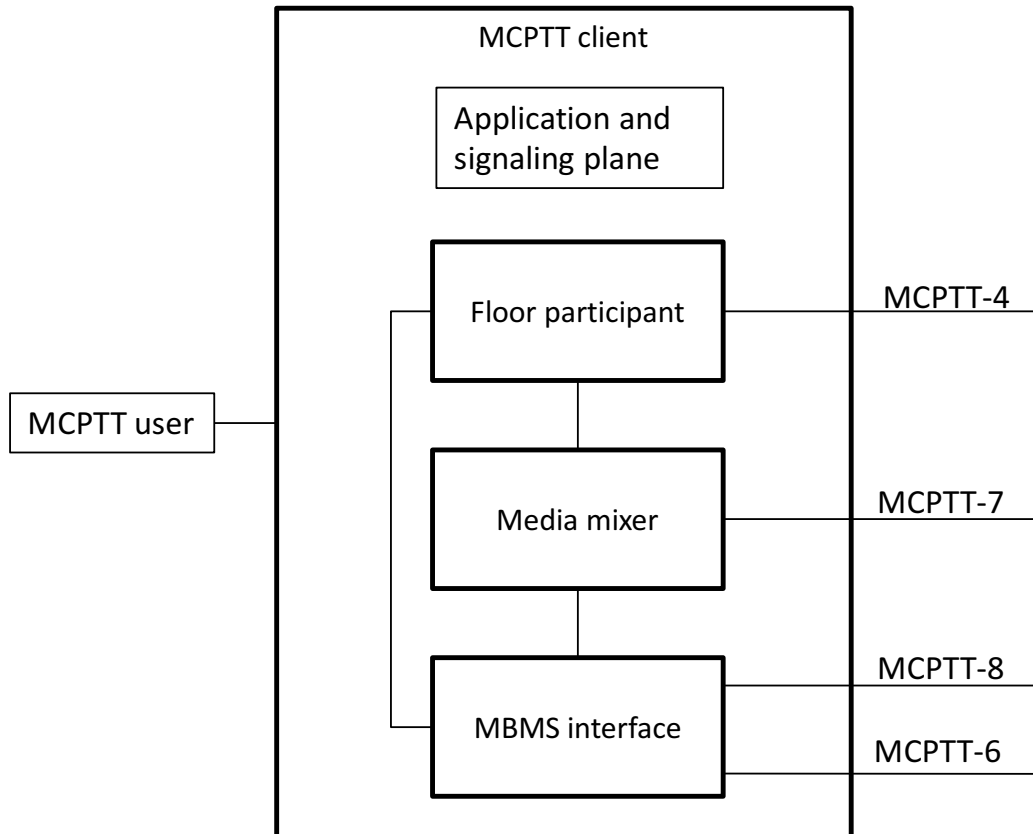 MCPTT client
Application and
signaling plane
Floor participant
MCPTT-4
MCPTT user
Media mixer
MCPTT-7
MCPTT-8
MBMS interface
MCPTT-6